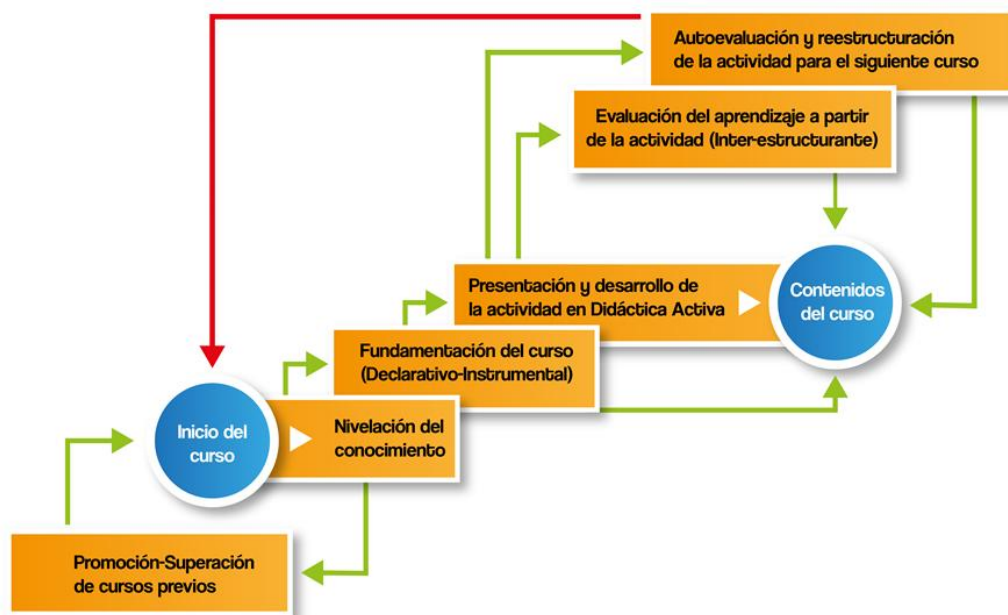 Autoevaluación y reestructuración
de la actividad para el siguiente curso
Evaluación del aprendizaje a partir
de la actividad (Inter-estructurante)
Presentación y desarrollo de
la actividad en Didáctica Activa
Contenidos
del curso
Fundamentación del curso
(Declarativo-Instrumental)
Inicio del
curso
Nivelación del
conocimiento
Promoción-Superación
de cursos previos